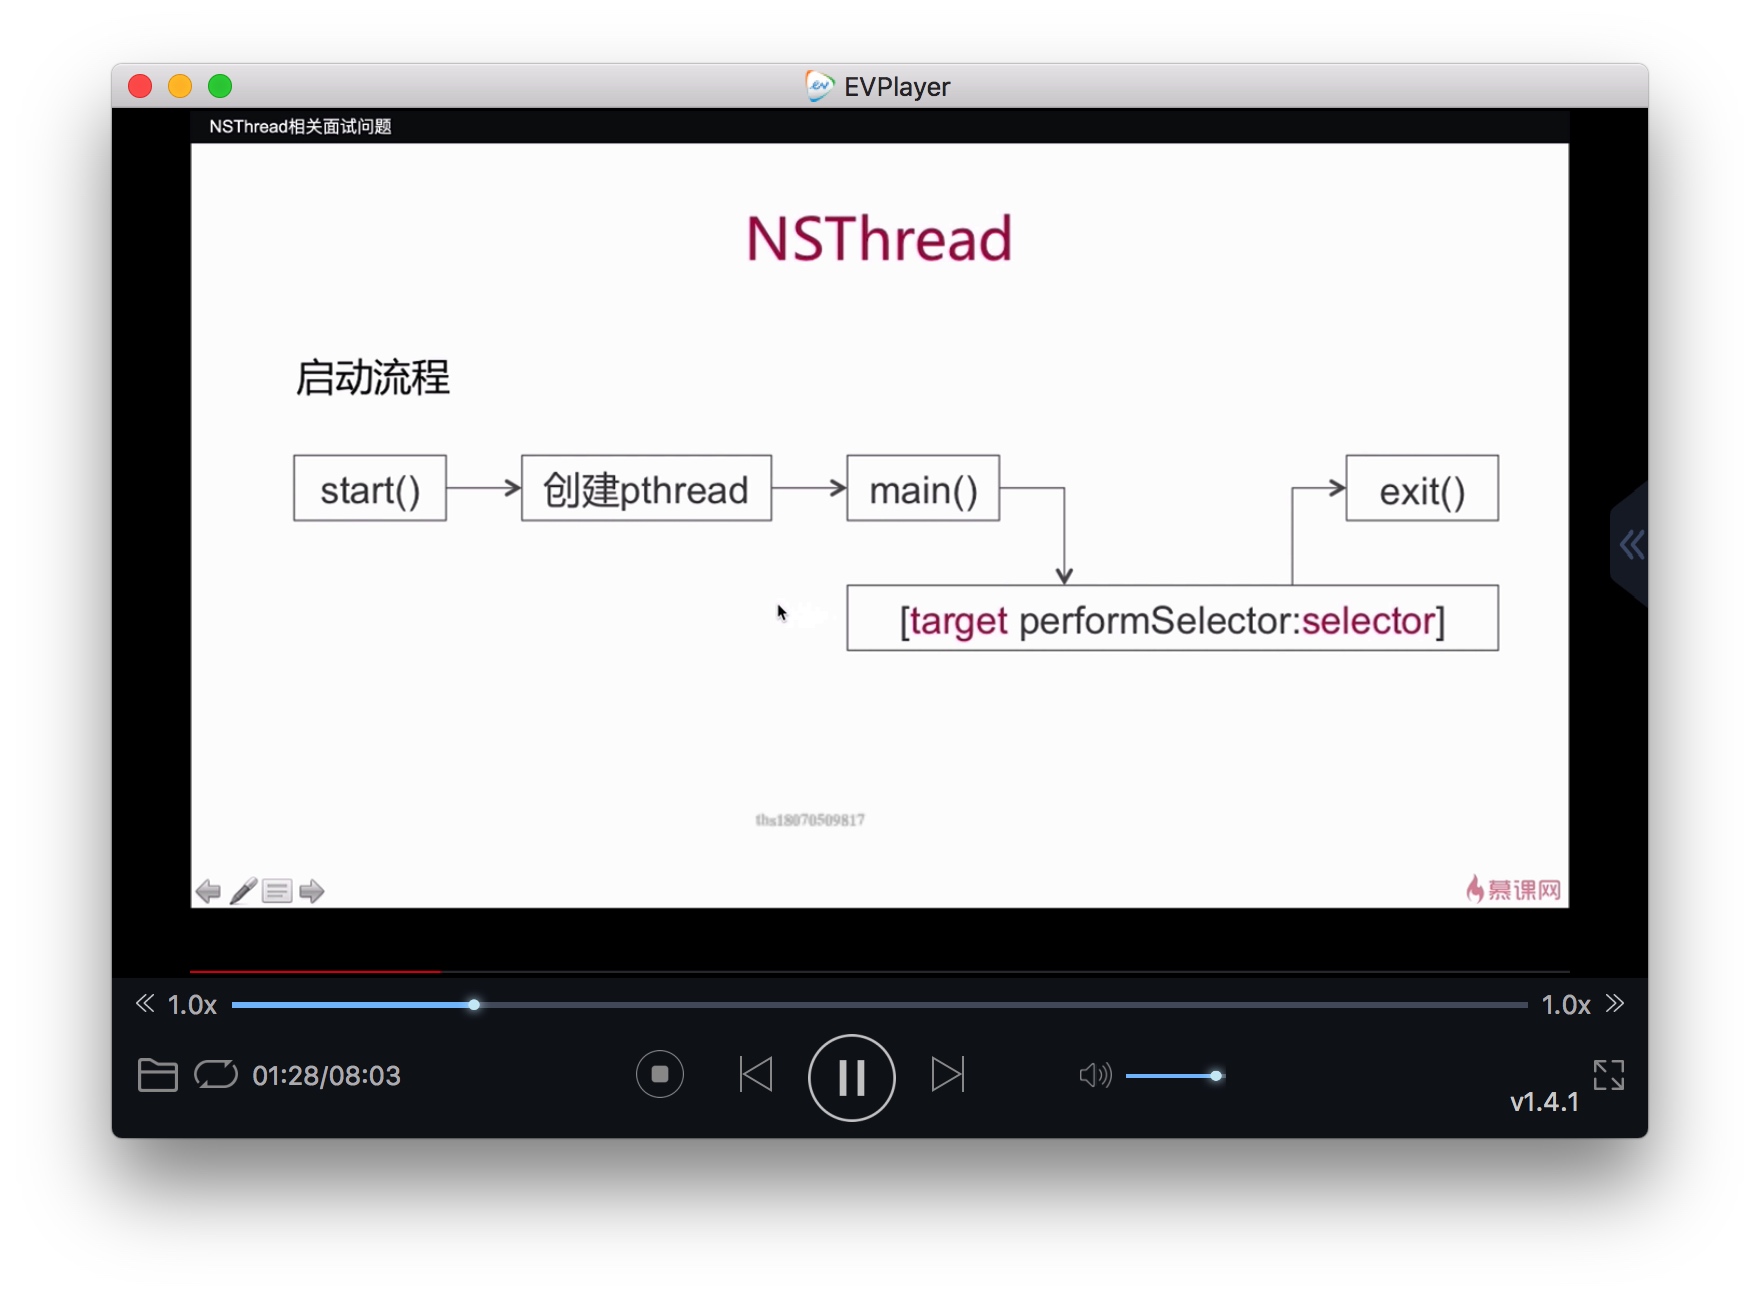 EVPlayer
NSThread相关面试问题
NSThread
启动流程
start()
创建pthread
main()
exit()
[target performSelector:selector]
ths18070509817
慕课网
1.0x
1.0x
01:28/08:03
v1.4.1